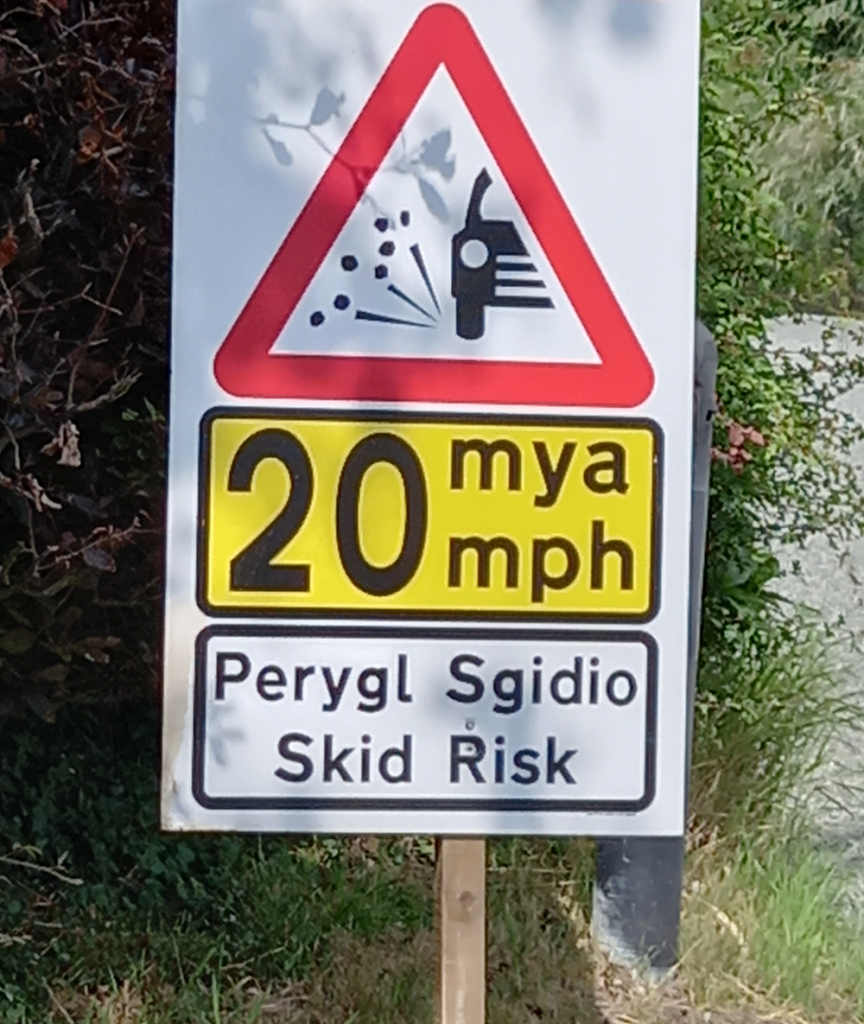 20 mya
mph
Perygl Sgidio
Skid Risk